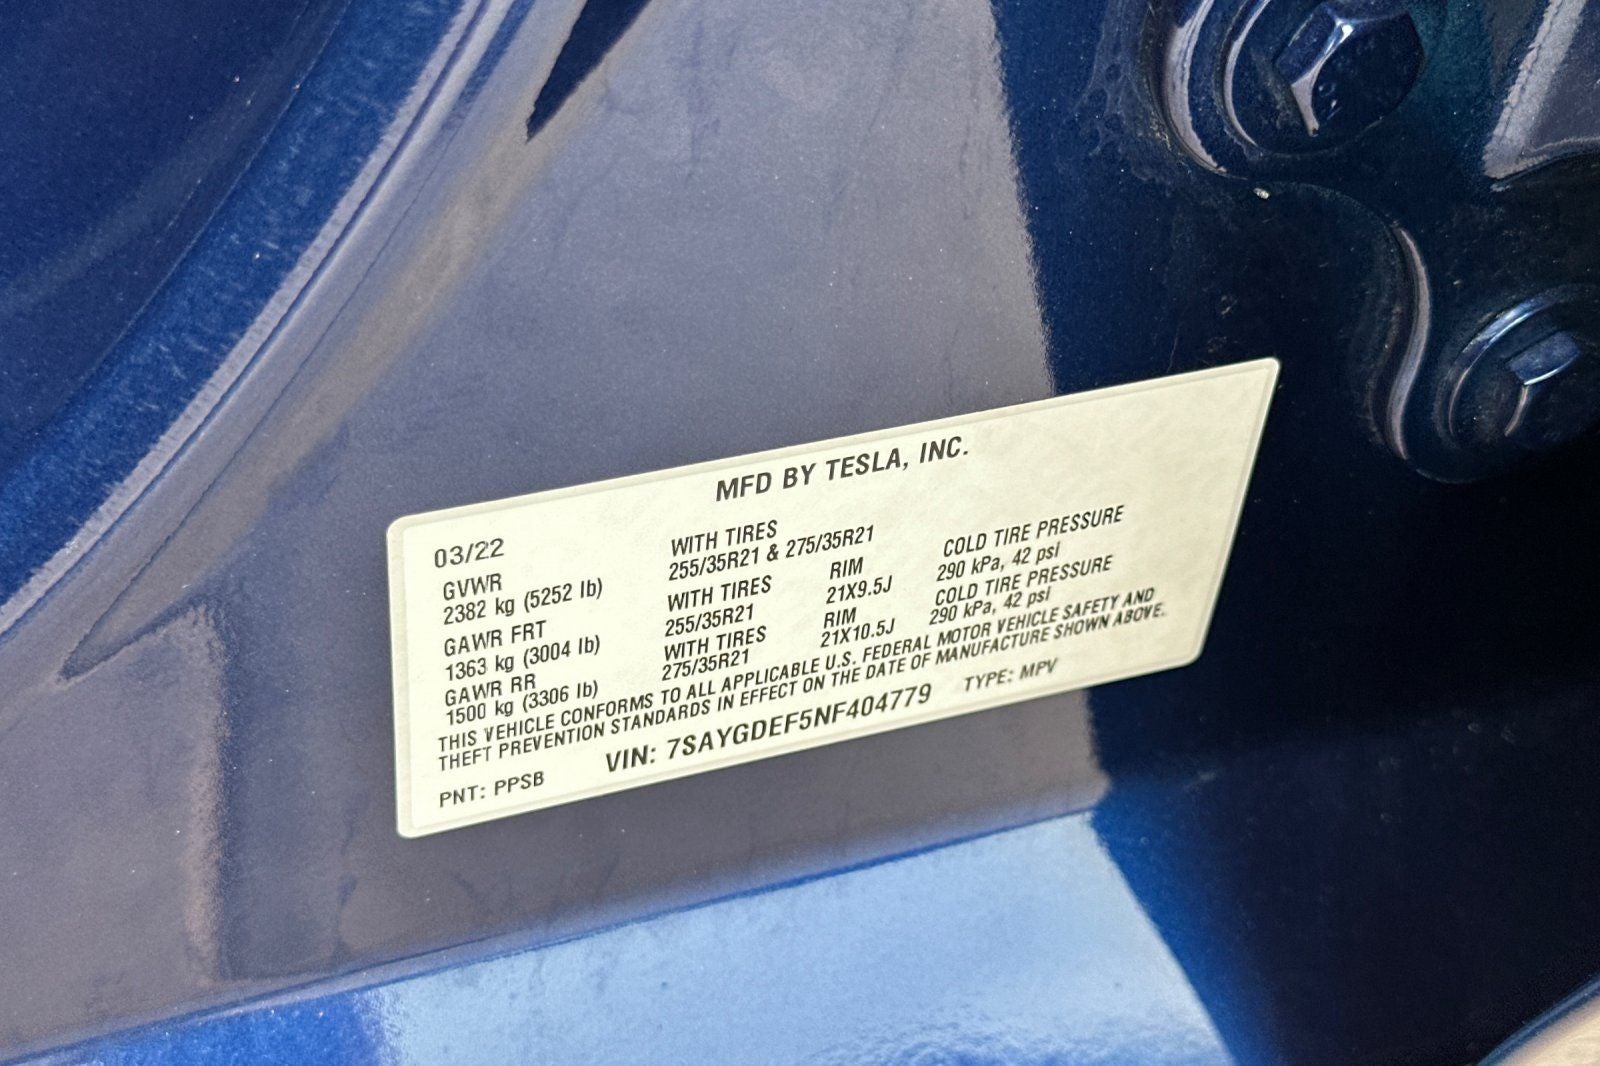 MFD BY TESLA, INC.
03/22
GVWR
2382 kg (5252 lb)
GAWR FRT
1363 kg (3004 lb)
GAWR RR
1500 kg (3306 lb)
WITH TIRES
255/35R21 & 275/35R21
WITH TIRES
255/35R21
WITH TIRES
275/35R21
RIM
21X9.5J
RIM
21X10.5J
COLD TIRE PRESSURE
290 kPa, 42 psi
COLD TIRE PRESSURE
290 kPa, 42 psi
THIS VEHICLE CONFORMS TO ALL APPLICABLE U.S. FEDERAL MOTOR VEHICLE SAFETY AND
THEFT PREVENTION STANDARDS IN EFFECT ON THE DATE OF MANUFACTURE SHOWN ABOVE.
PNT: PPSB VIN: 7SAYGDEF5NF404779 TYPE: MPV